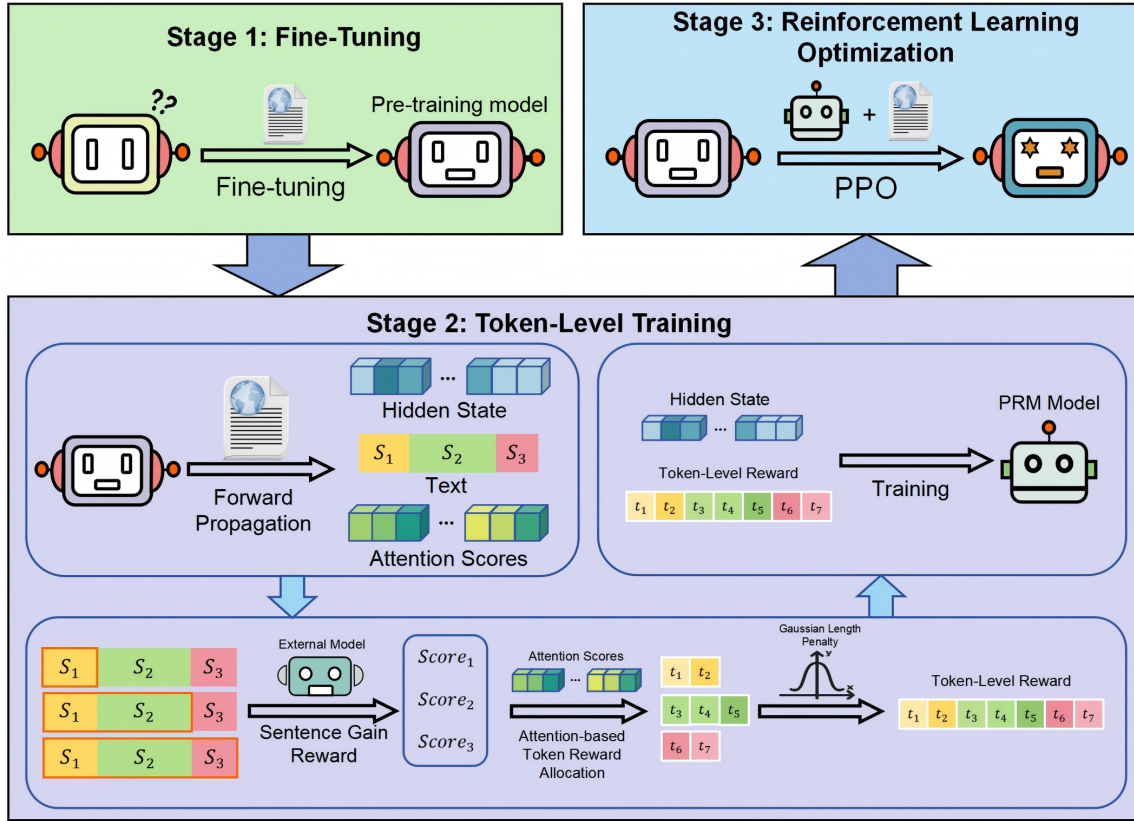 Stage 1: Fine-Tuning
??
Pre-training model
Fine-tuning
Stage 3: Reinforcement Learning
Optimization
+
PPO
Stage 2: Token-Level Training
Forward
Propagation
...
Hidden State
S₁ S₂ S₃
Text
...
Attention Scores
Hidden State
...
Token-Level Reward
t₁ t₂ t₃ t₄ t₅ t₆ t₇
Training
PRM Model
S₁ S₂ S₃
S₁ S₂ S₃
S₁ S₂ S₃
External Model
Sentence Gain
Reward
Score₁
Score₂
Score₃
Attention Scores
...
Attention-based
Token Reward
Allocation
t₁ t₂
t₃ t₄ t₅
t₆ t₇
Gaussian Length
Penalty
y
x
Token-Level Reward
t₁ t₂ t₃ t₄ t₅ t₆ t₇